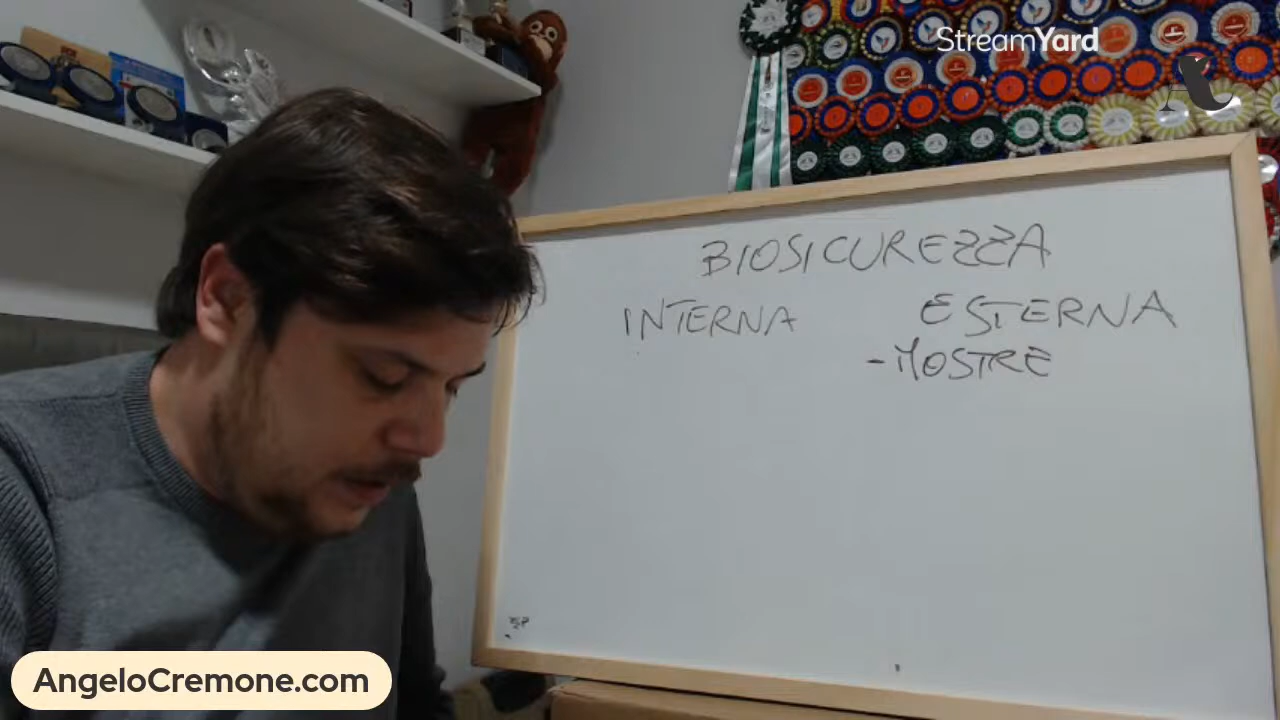 StreamYard
BIOSICUREZZA
INTERNA ESTERNA
- MOSTRE
AngeloCremone.com